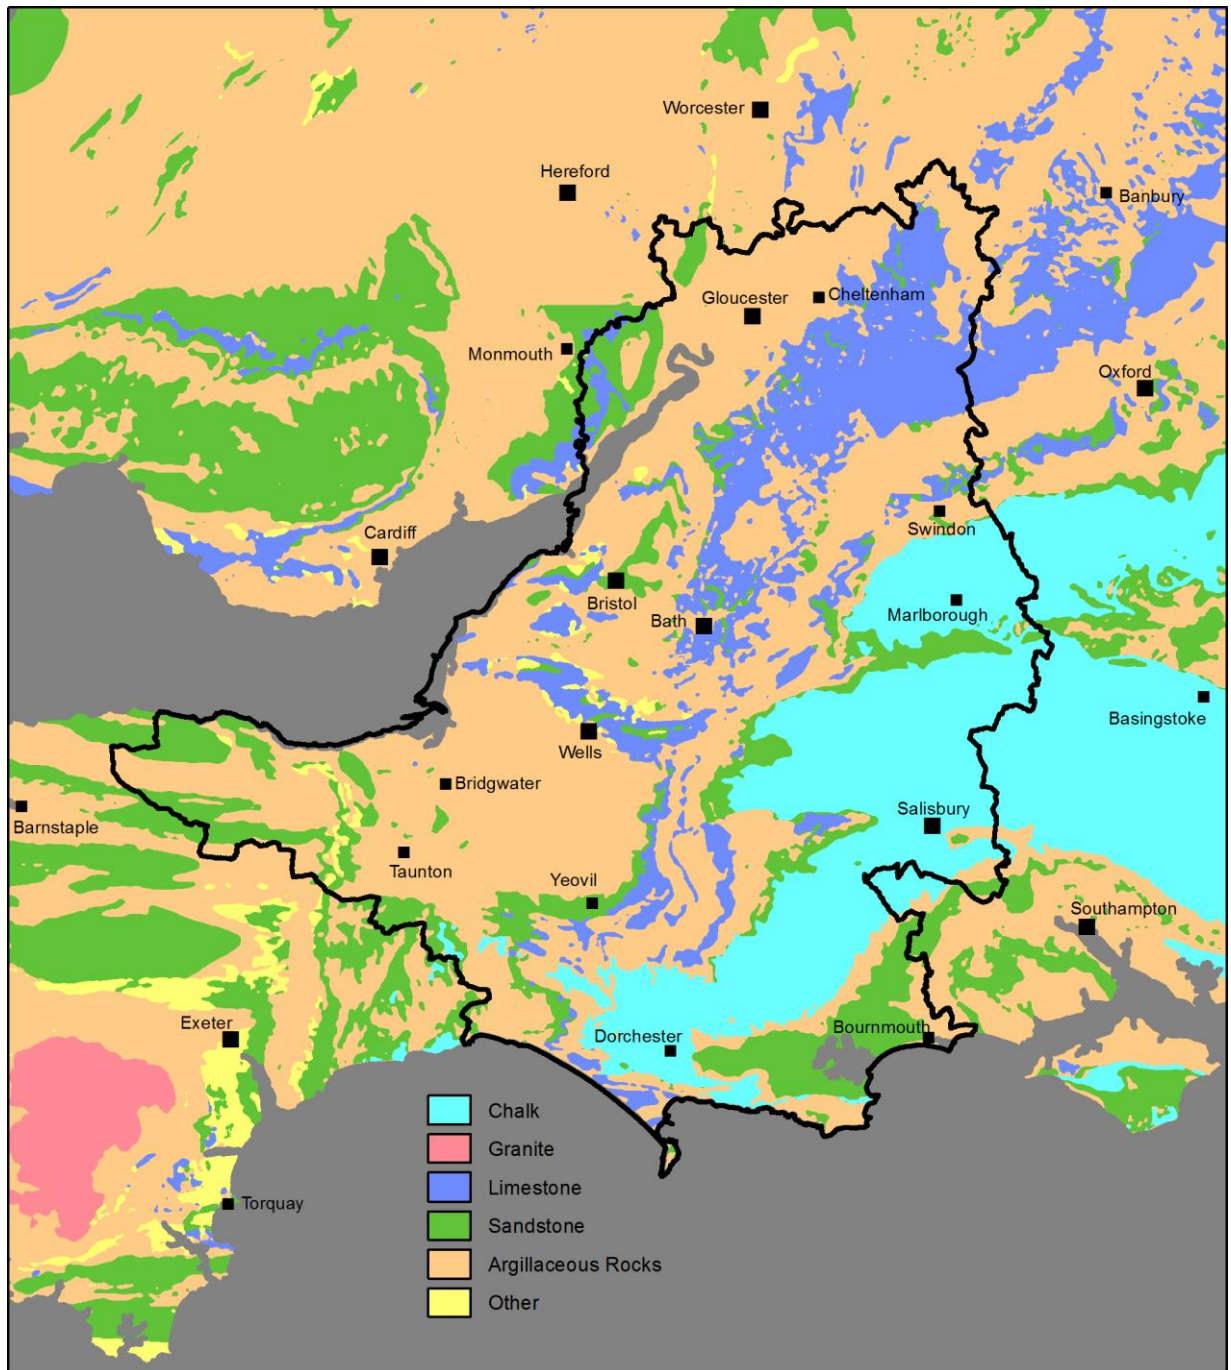 Worcester
Hereford
Banbury
Gloucester
Cheltenham
Monmouth
Oxford
Swindon
Cardiff
Bristol
Marlborough
Bath
Basingstoke
Wells
Bridgwater
Barnstaple
Salisbury
Taunton
Yeovil
Southampton
Exeter
Bournmouth
Dorchester
Chalk
Granite
Limestone
Torquay
Sandstone
Argillaceous Rocks
Other